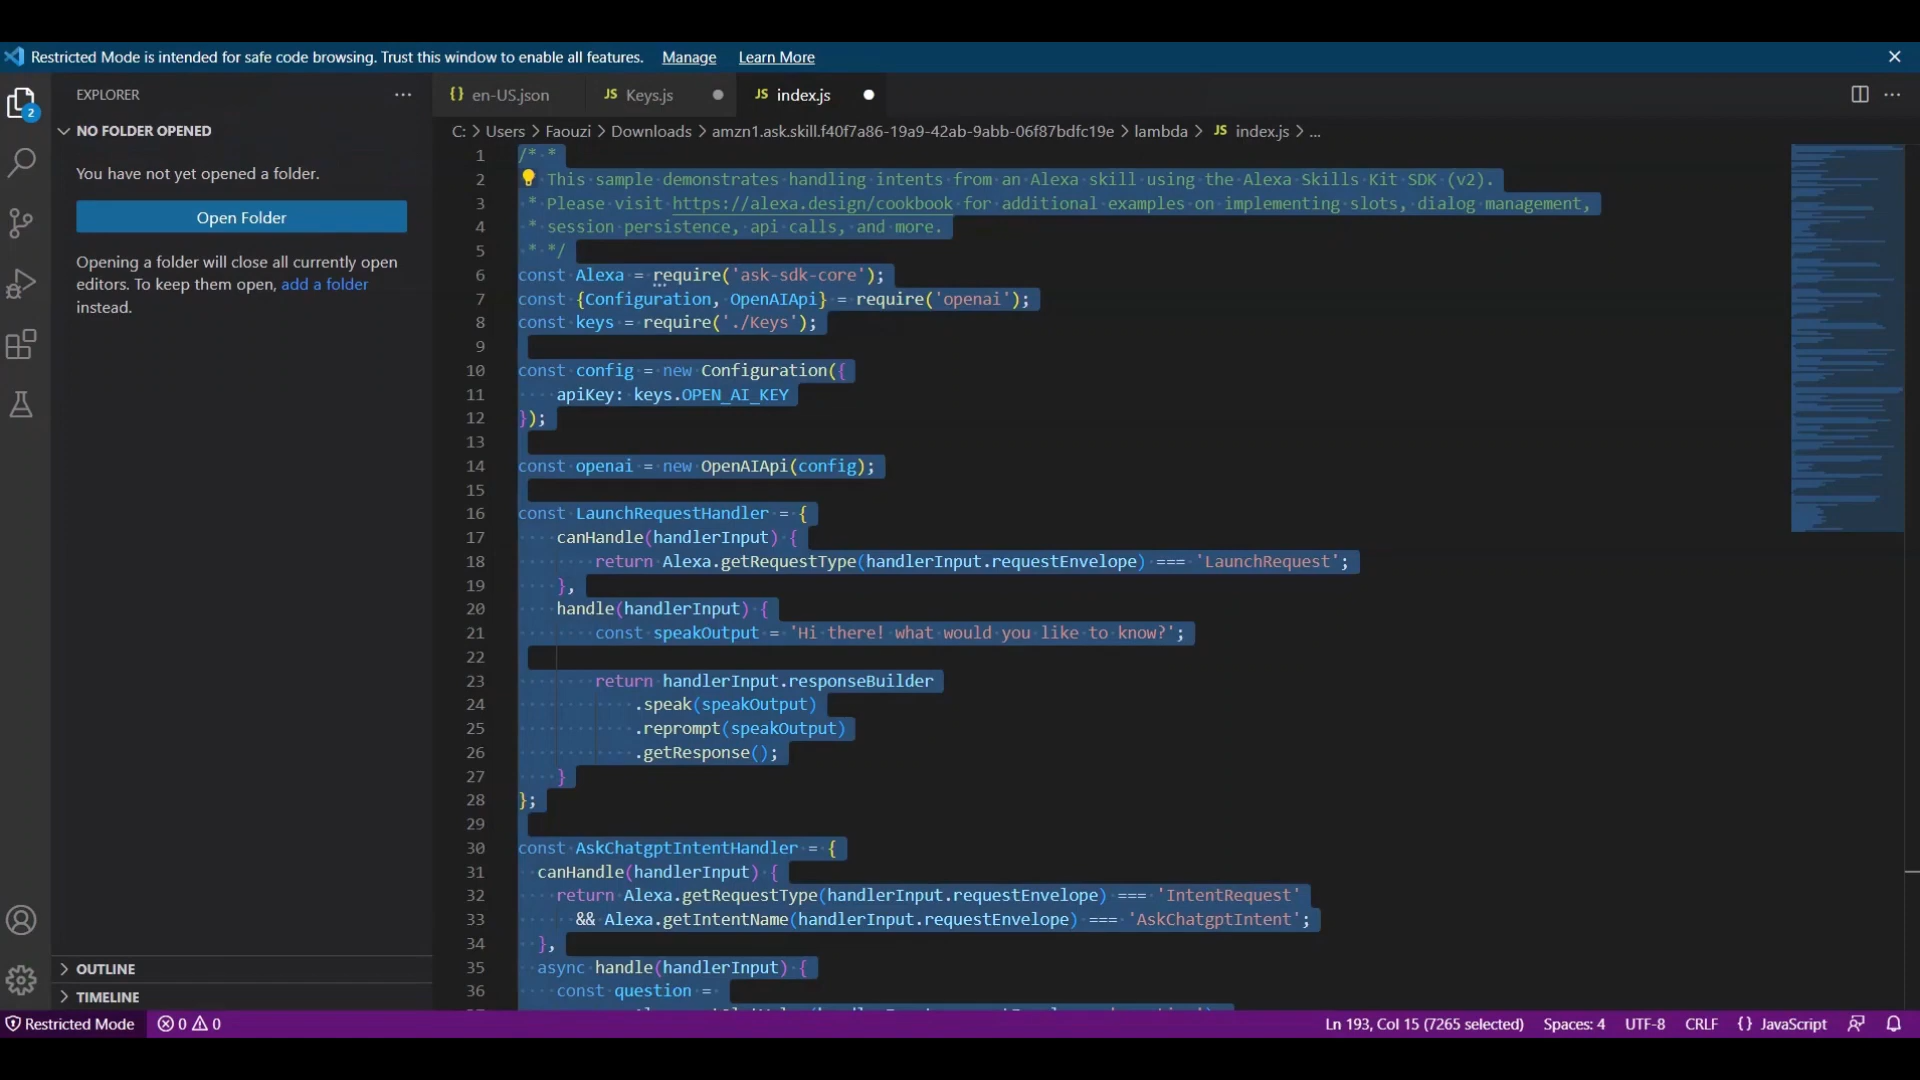 Restricted Mode is intended for safe code browsing. Trust this window to enable all features. Manage Learn More
EXPLORER
NO FOLDER OPENED
You have not yet opened a folder.
Open Folder
Opening a folder will close all currently open
editors. To keep them open, add a folder
instead.
OUTLINE
TIMELINE
2
{} en-US.json JS Keys.js JS index.js
C: > Users > Faouzi > Downloads > amzn1.ask.skill.f40f7a86-19a9-42ab-9abb-06f87bdfc19e > lambda > JS index.js > ...
1 /* *
2 This sample demonstrates handling intents from an Alexa skill using the Alexa Skills Kit SDK (v2).
3 * Please visit https://alexa.design/cookbook for additional examples on implementing slots, dialog management,
4 * session persistence, api calls, and more.
5 * */
6 const Alexa = require('ask-sdk-core');
7 const {Configuration, OpenAIApi} = require('openai');
8 const keys = require('./Keys');
9
10 const config = new Configuration({
11 apiKey: keys.OPEN_AI_KEY
12 });
13
14 const openai = new OpenAIApi(config);
15
16 const LaunchRequestHandler = {
17 canHandle(handlerInput) {
18 return Alexa.getRequestType(handlerInput.requestEnvelope) === 'LaunchRequest';
19 },
20 handle(handlerInput) {
21 const speakOutput = 'Hi there! what would you like to know?';
22
23 return handlerInput.responseBuilder
24 .speak(speakOutput)
25 .reprompt(speakOutput)
26 .getResponse();
27 }
28 };
29
30 const AskChatgptIntentHandler = {
31 canHandle(handlerInput) {
32 return Alexa.getRequestType(handlerInput.requestEnvelope) === 'IntentRequest'
33 && Alexa.getIntentName(handlerInput.requestEnvelope) === 'AskChatgptIntent';
34 },
35 async handle(handlerInput) {
36 const question =
Restricted Mode 0 0 Ln 193, Col 15 (7265 selected) Spaces: 4 UTF-8 CRLF {} JavaScript